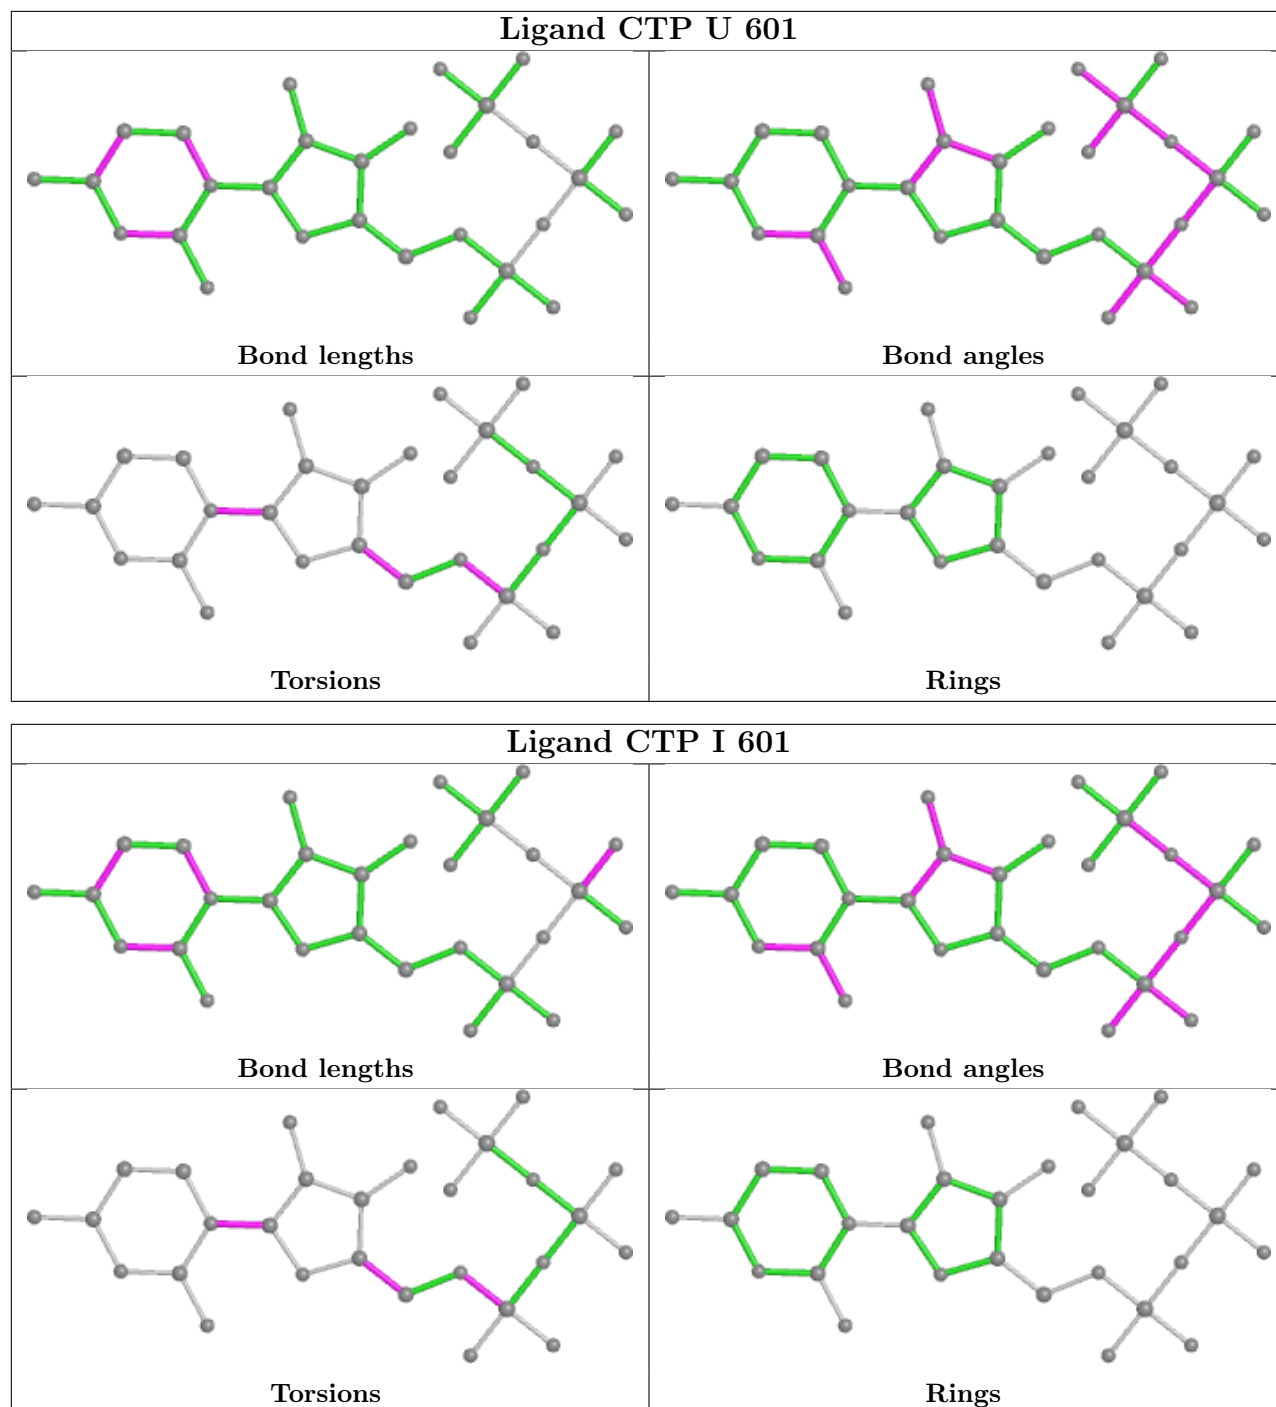 Ligand CTP U 601
Bond lengths
Bond angles
Torsions
Rings
Ligand CTP I 601
Bond lengths
Bond angles
Torsions
Rings